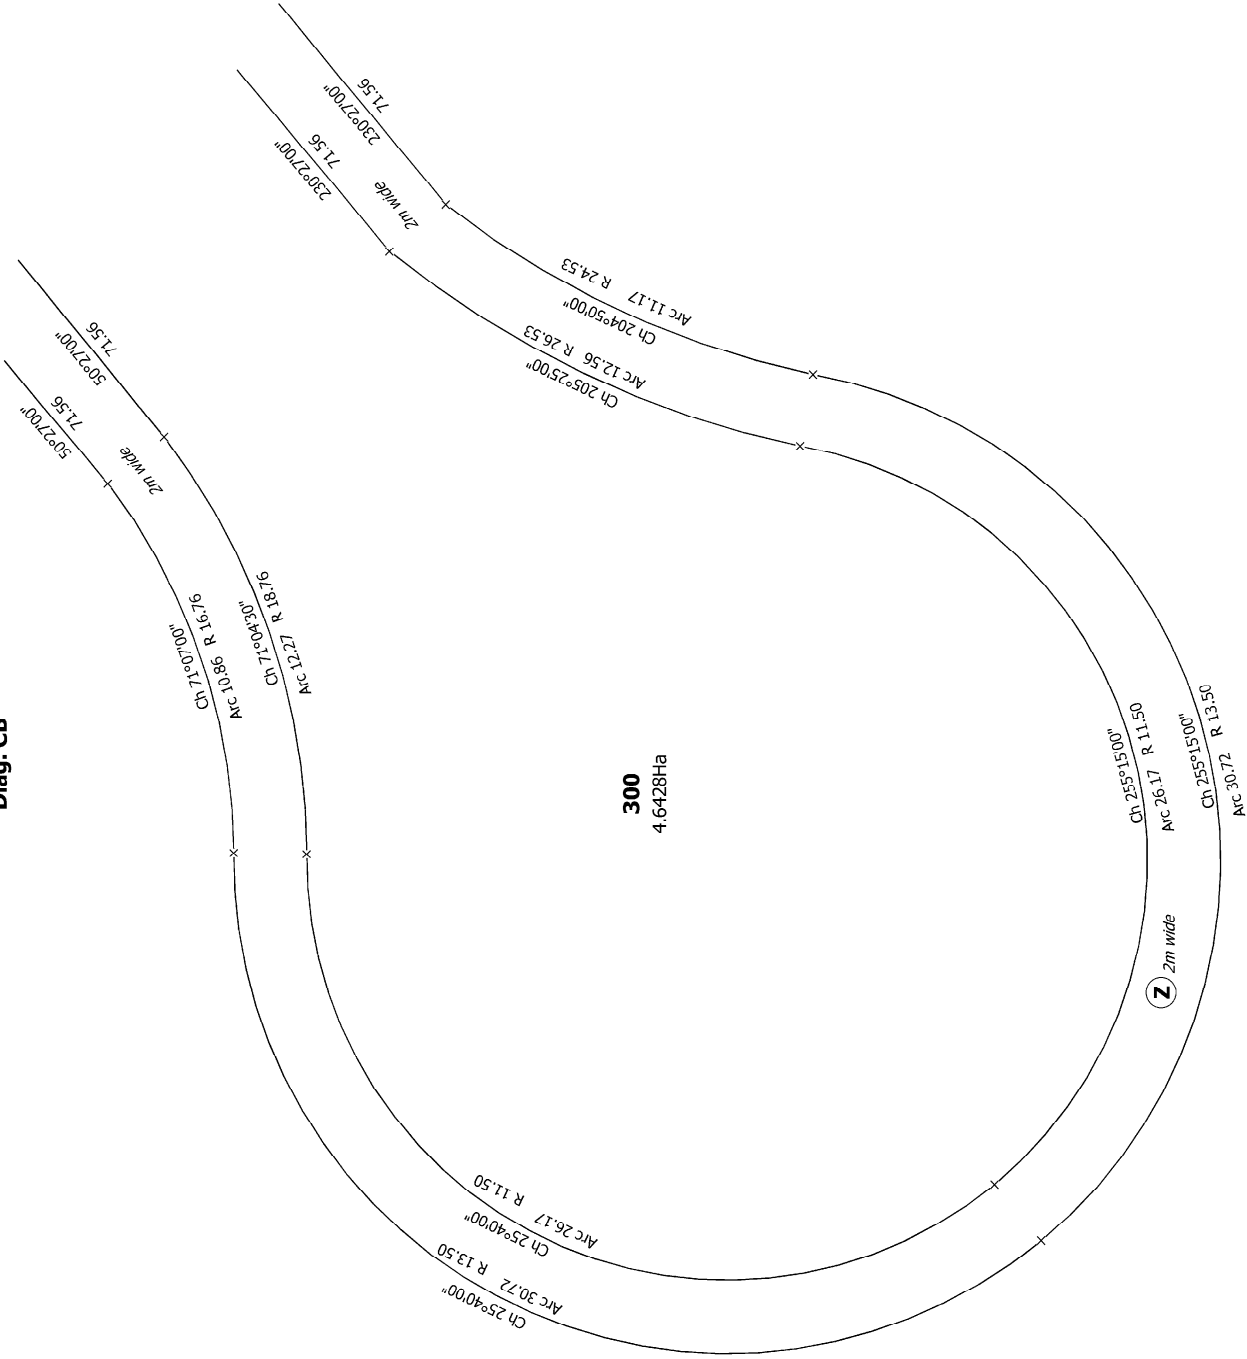 71.56
230°27'00"
71.56
230°27'00"
2m wide
71.56
50°27'00"
71.56
50°27'00"
2m wide
R 24.53
Arc 11.17
Ch 204°50'00"
Arc 12.56 R 26.53
Ch 205°25'00"
Ch 71°07'00"
Arc 10.86 R 16.76
Ch 71°04'30"
Arc 12.27 R 18.76
Diag. CB
300
4.6428Ha
Ch 255°15'00"
Arc 26.17 R 11.50
Ch 255°15'00"
Arc 30.72 R 13.50
Z 2m wide
Arc 26.17 R 11.50
Ch 25°40'00"
Arc 30.72 R 13.50
Ch 25°40'00"